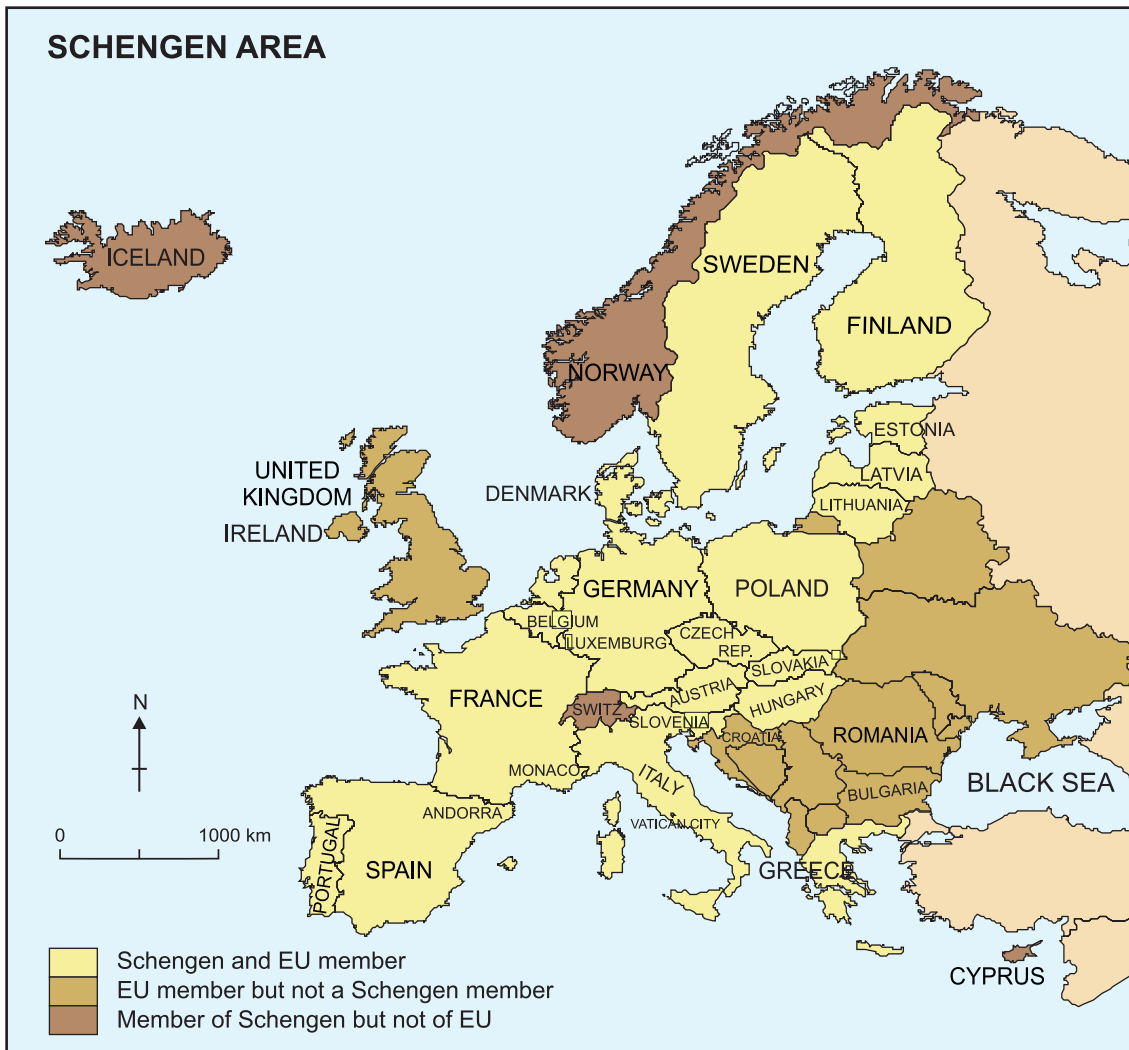 SCHENGEN AREA
ICELAND
SWEDEN
FINLAND
NORWAY
ESTONIA
UNITED
KINGDOM
LATVIA
DENMARK
LITHUANIA
IRELAND
GERMANY
POLAND
BELGIUM
LUXEMBURG
CZECH
REP.
SLOVAKIA
AUSTRIA
HUNGARY
FRANCE
SWITZ
SLOVENIA
N
CROATIA
ROMANIA
MONACO
ITALY
BULGARIA
BLACK SEA
ANDORRA
VATICAN CITY
0 1000 km
PORTUGAL
SPAIN
GREECE
CYPRUS
Schengen and EU member
EU member but not a Schengen member
Member of Schengen but not of EU